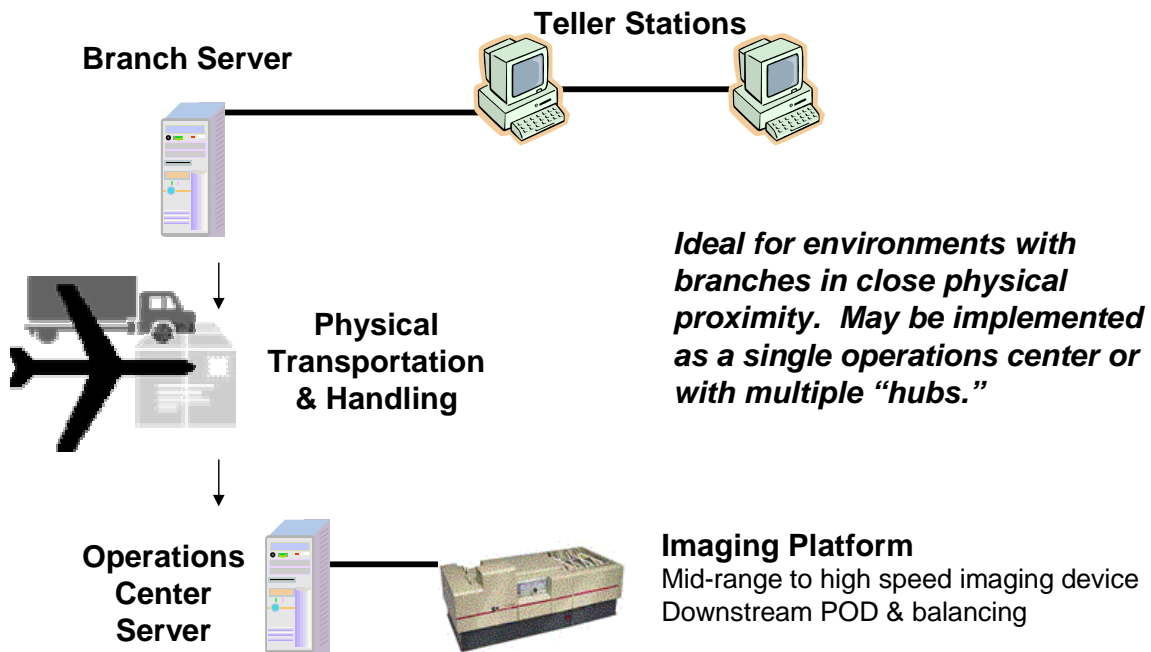 Teller Stations
Branch Server
Ideal for environments with
branches in close physical
proximity.  May be implemented
as a single operations center or
with multiple “hubs.”
Physical
Transportation
& Handling
Operations
Center
Server
Imaging Platform
Mid-range to high speed imaging device
Downstream POD & balancing